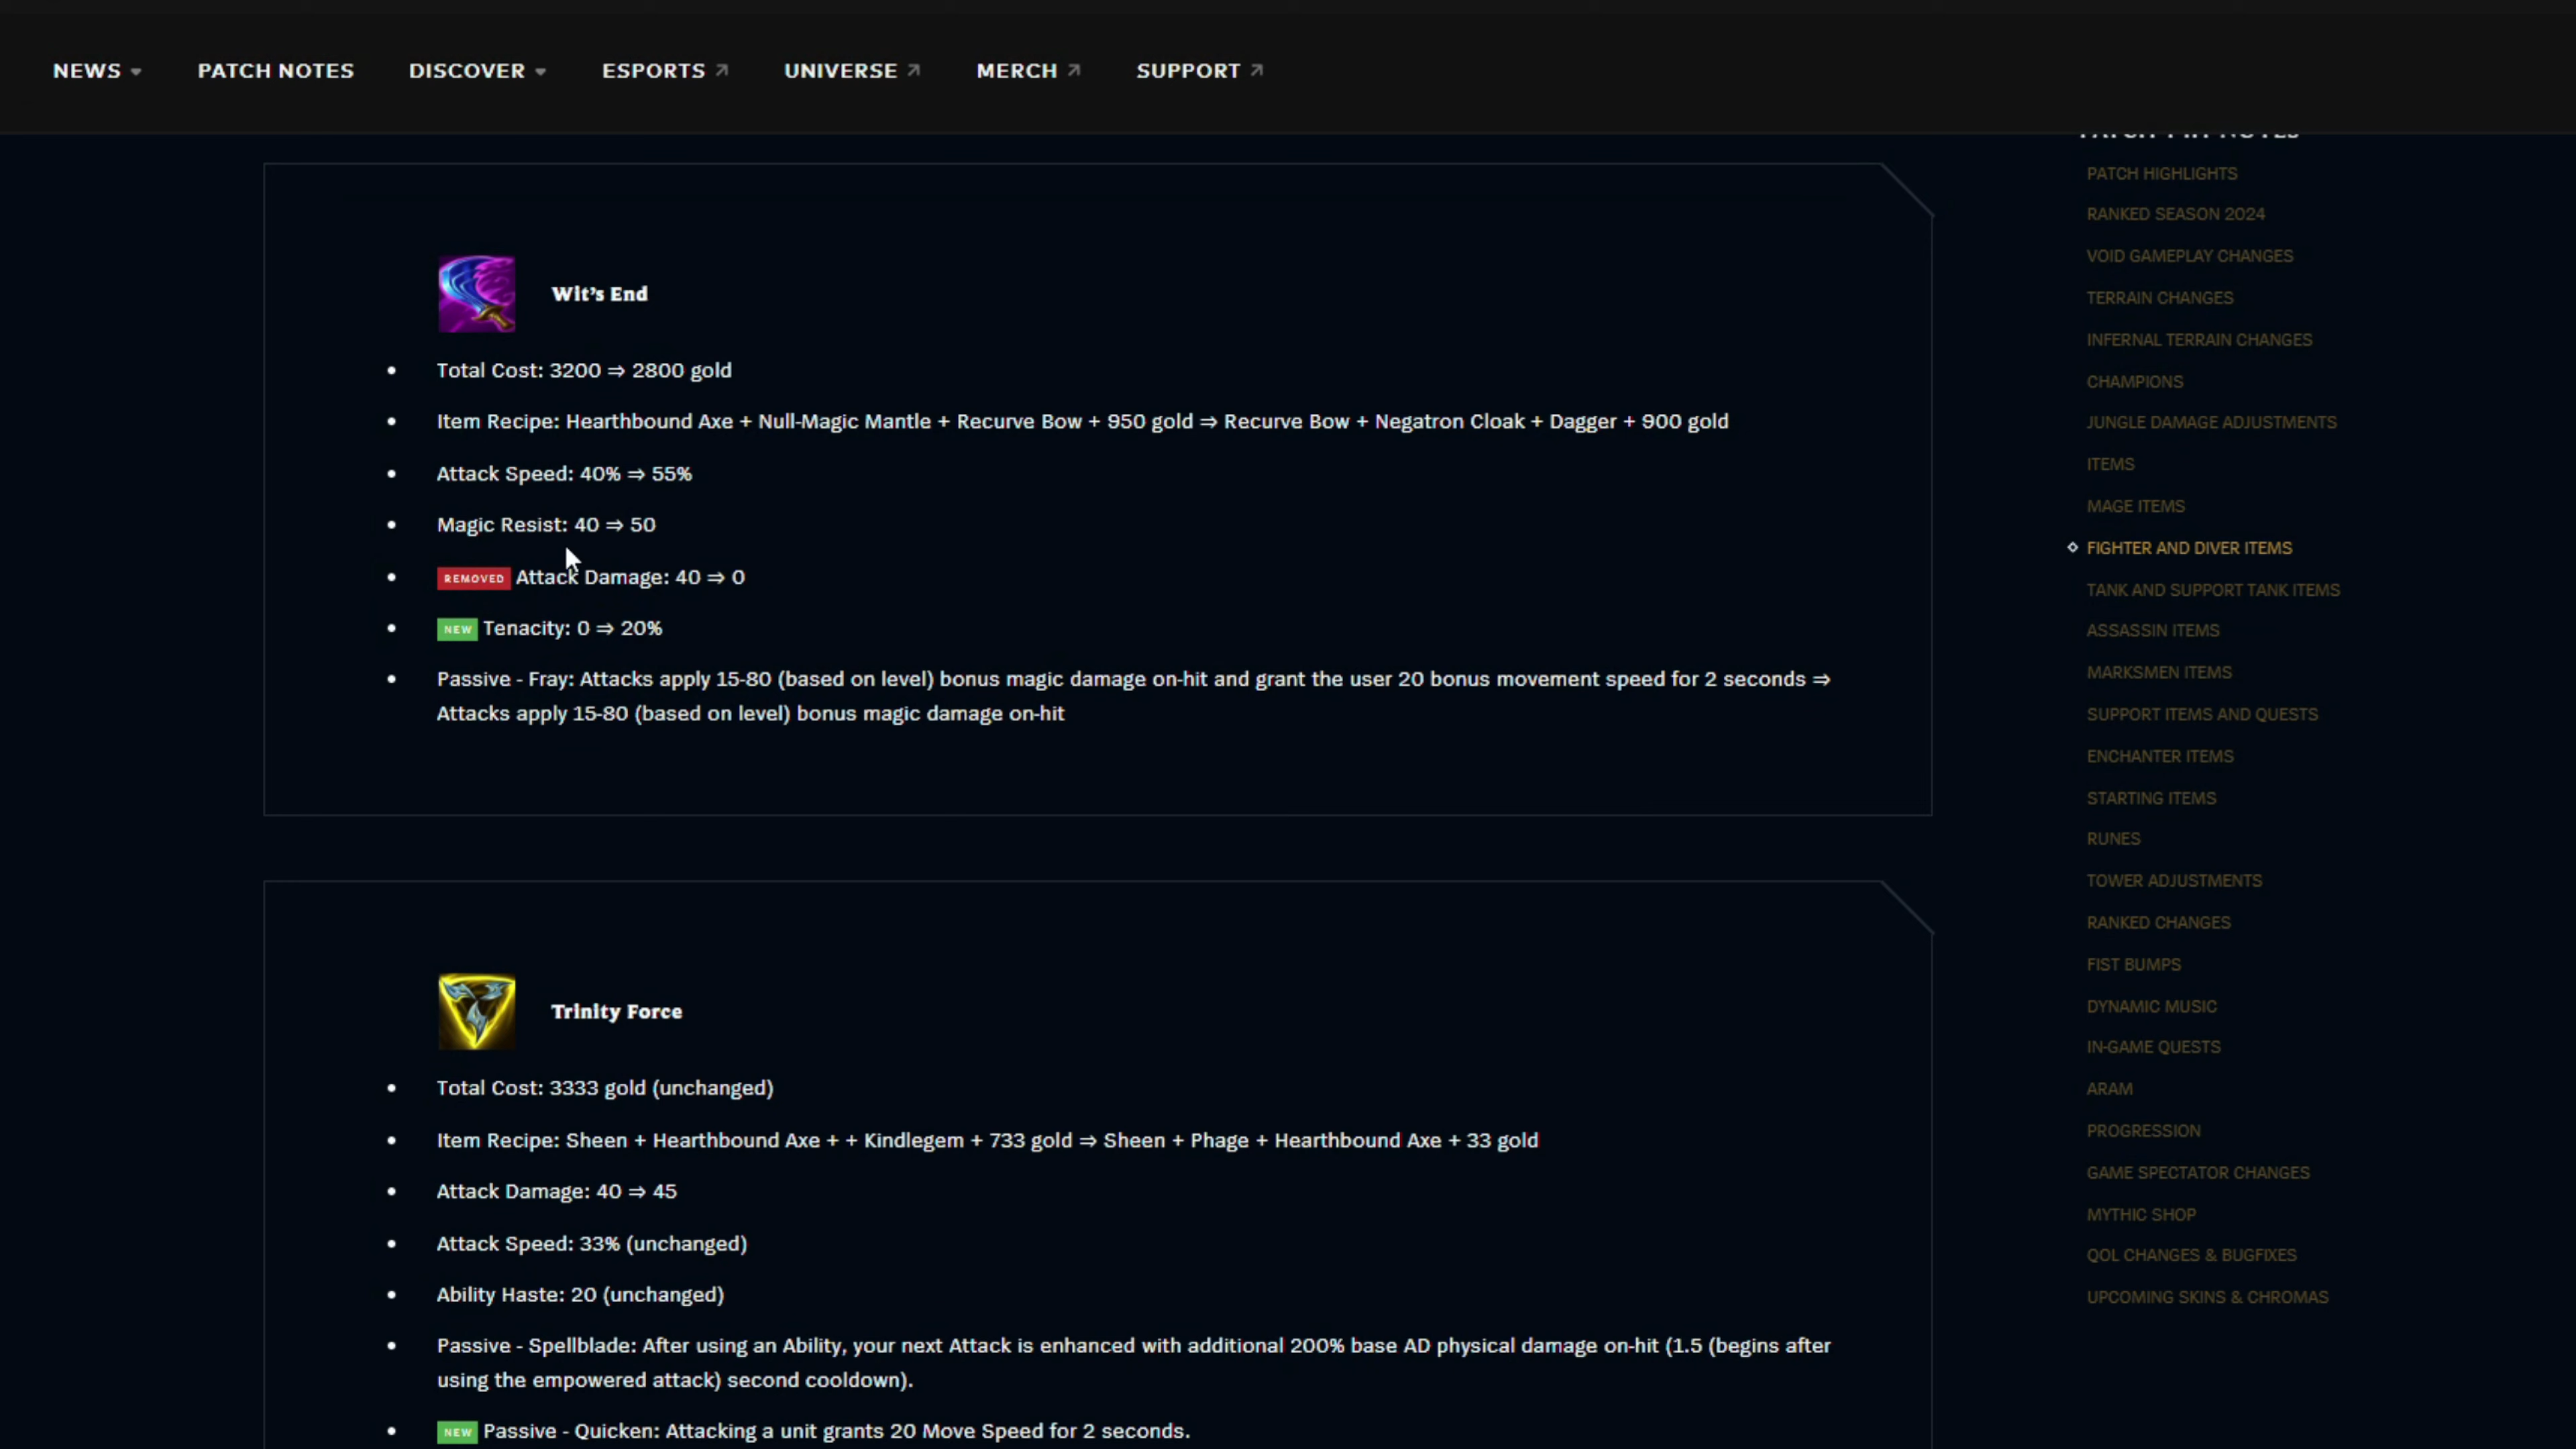 NEWS PATCH NOTES DISCOVER ESPORTS UNIVERSE MERCH SUPPORT
Wit's End
• Total Cost: 3200 ⇒ 2800 gold
• Item Recipe: Hearthbound Axe + Null-Magic Mantle + Recurve Bow + 950 gold ⇒ Recurve Bow + Negatron Cloak + Dagger + 900 gold
• Attack Speed: 40% ⇒ 55%
• Magic Resist: 40 ⇒ 50
• REMOVED Attack Damage: 40 ⇒ 0
• NEW Tenacity: 0 ⇒ 20%
• Passive - Fray: Attacks apply 15-80 (based on level) bonus magic damage on-hit and grant the user 20 bonus movement speed for 2 seconds ⇒
Attacks apply 15-80 (based on level) bonus magic damage on-hit
Trinity Force
• Total Cost: 3333 gold (unchanged)
• Item Recipe: Sheen + Hearthbound Axe + + Kindlegem + 733 gold ⇒ Sheen + Phage + Hearthbound Axe + 33 gold
• Attack Damage: 40 ⇒ 45
• Attack Speed: 33% (unchanged)
• Ability Haste: 20 (unchanged)
• Passive - Spellblade: After using an Ability, your next Attack is enhanced with additional 200% base AD physical damage on-hit (1.5 (begins after
using the empowered attack) second cooldown).
• NEW Passive - Quicken: Attacking a unit grants 20 Move Speed for 2 seconds.
PATCH HIGHLIGHTS
RANKED SEASON 2024
VOID GAMEPLAY CHANGES
TERRAIN CHANGES
INFERNAL TERRAIN CHANGES
CHAMPIONS
JUNGLE DAMAGE ADJUSTMENTS
ITEMS
MAGE ITEMS
FIGHTER AND DIVER ITEMS
TANK AND SUPPORT TANK ITEMS
ASSASSIN ITEMS
MARKSMEN ITEMS
SUPPORT ITEMS AND QUESTS
ENCHANTER ITEMS
STARTING ITEMS
RUNES
TOWER ADJUSTMENTS
RANKED CHANGES
FIST BUMPS
DYNAMIC MUSIC
IN-GAME QUESTS
ARAM
PROGRESSION
GAME SPECTATOR CHANGES
MYTHIC SHOP
QOL CHANGES & BUGFIXES
UPCOMING SKINS & CHROMAS